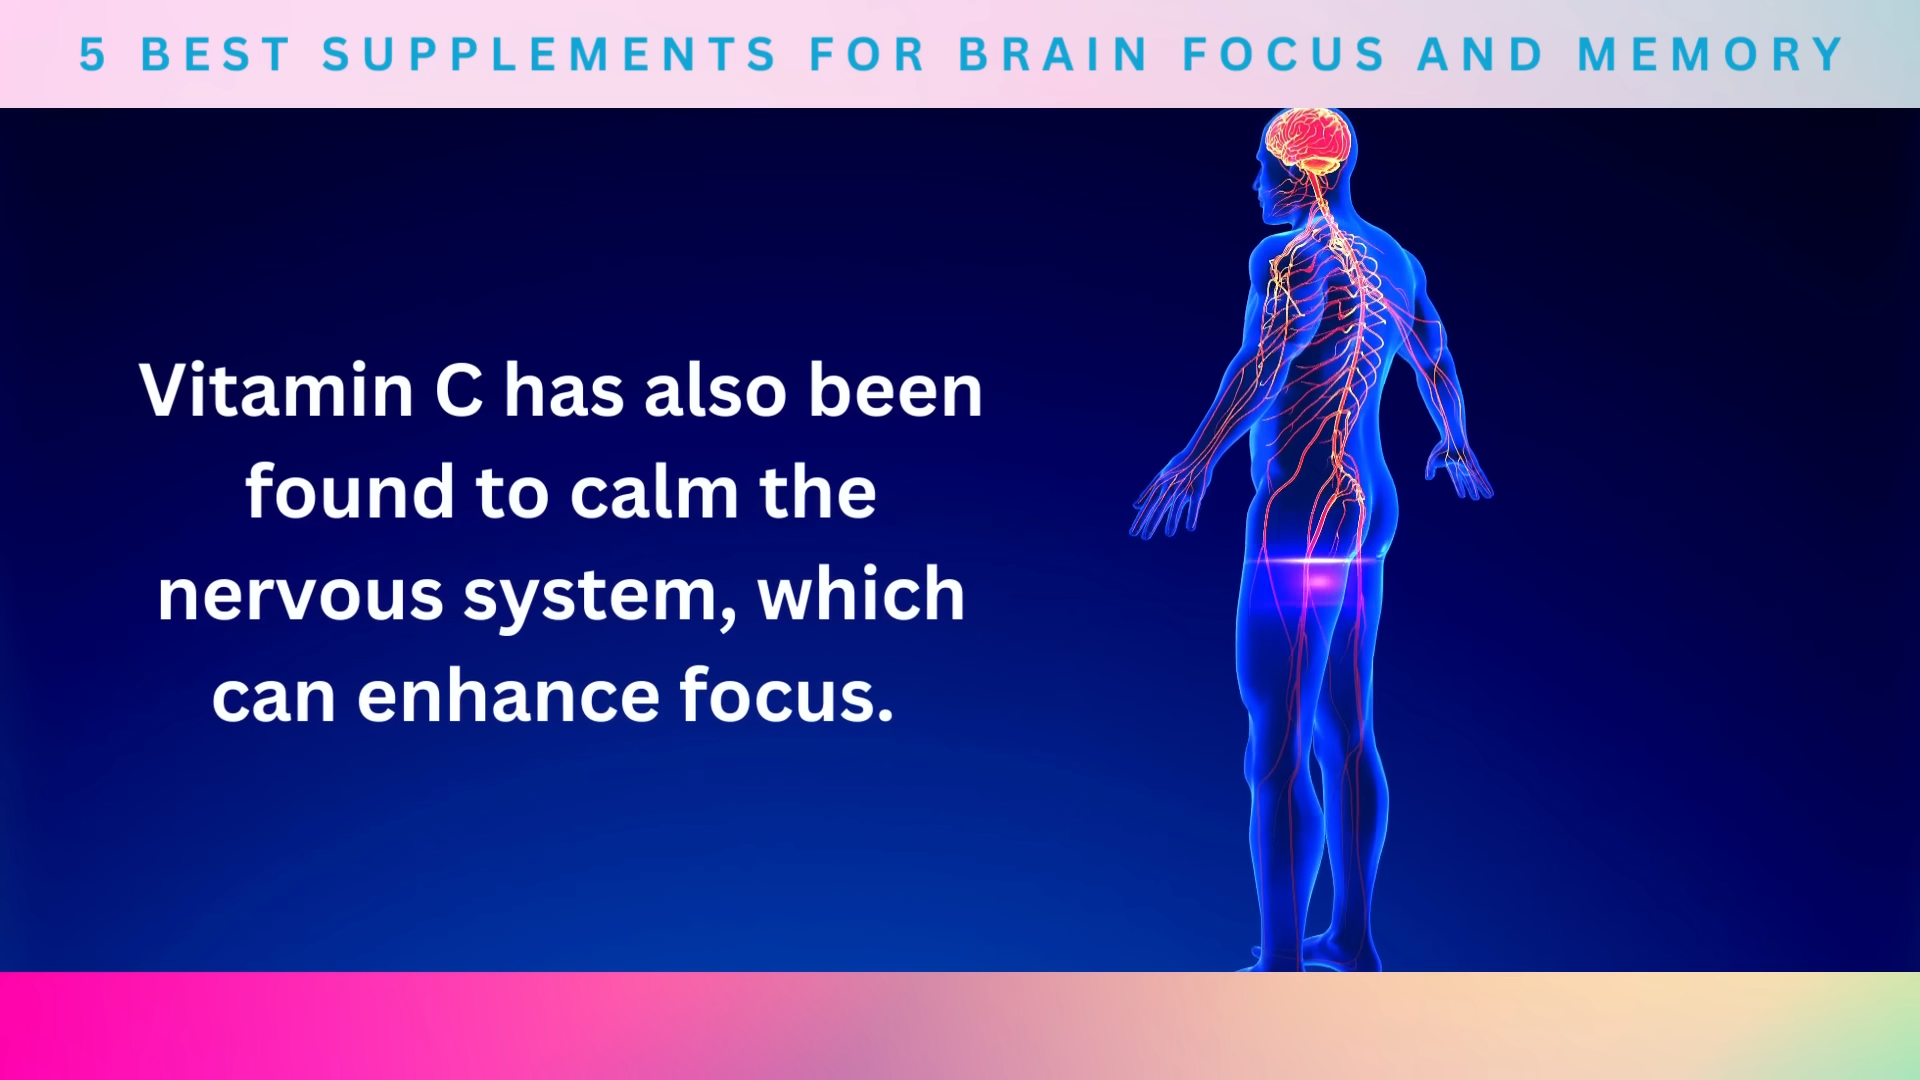 5 BEST SUPPLEMENTS FOR BRAIN FOCUS AND MEMORY
Vitamin C has also been
found to calm the
nervous system, which
can enhance focus.